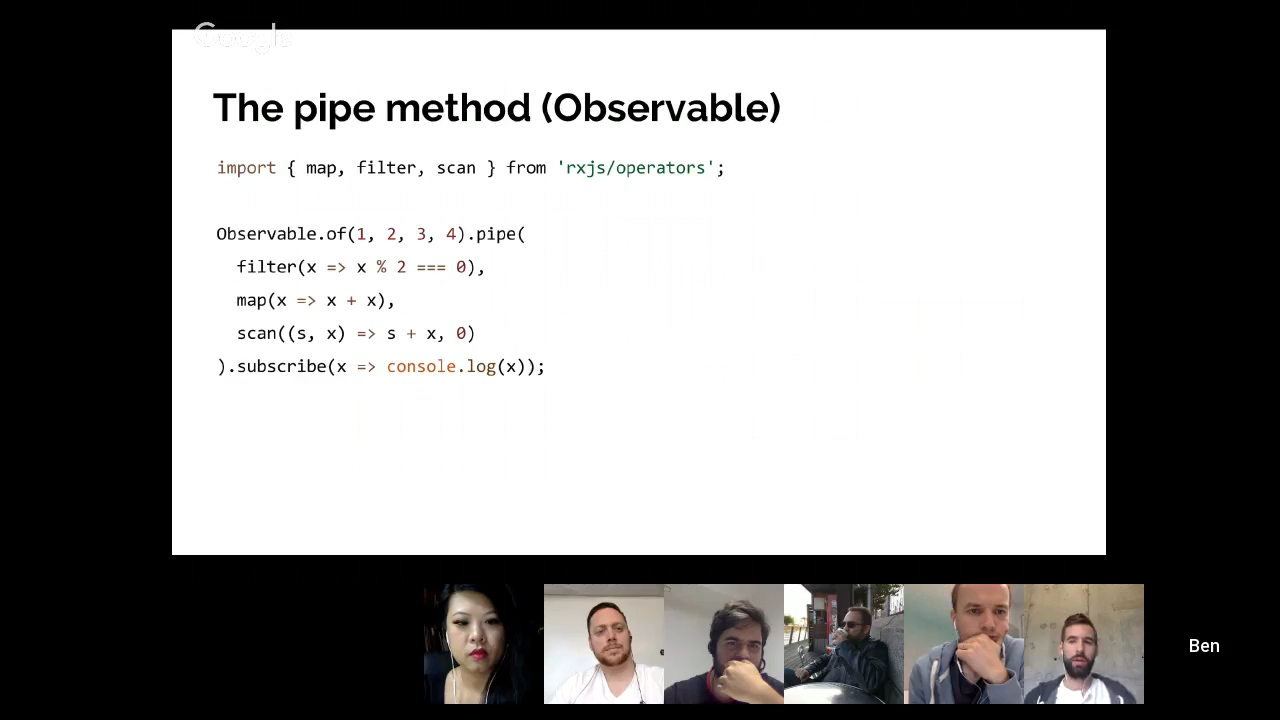 Google
The pipe method (Observable)
import { map, filter, scan } from 'rxjs/operators';
Observable.of(1, 2, 3, 4).pipe(
  filter(x => x % 2 === 0),
  map(x => x + x),
  scan((s, x) => s + x, 0)
).subscribe(x => console.log(x));
Ben